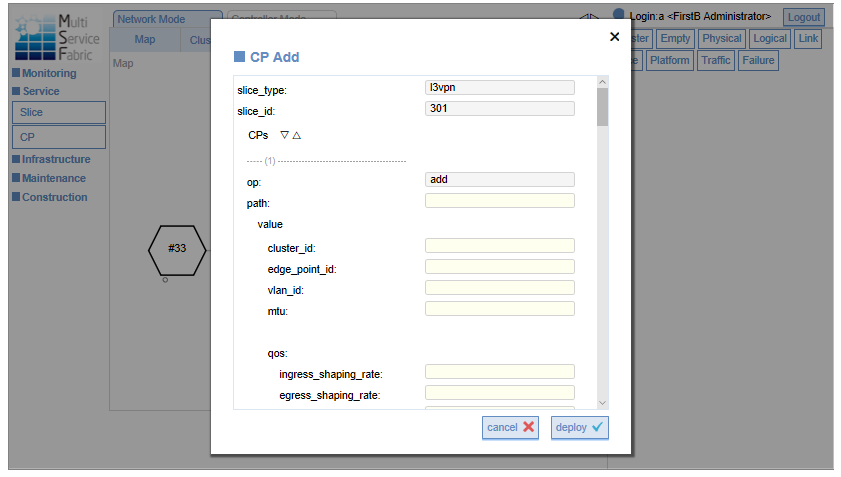 Multi
Service
Fabric
Network Mode
Controller Mode
Login:a <FirstB Administrator>
Logout
Map
Clus
ster
Empty
Physical
Logical
Link
Platform
Traffic
Failure
Map
Monitoring
Service
Slice
CP
Infrastructure
Maintenance
Construction
#33
CP Add
slice_type:
l3vpn
slice_id:
301
CPs ▽ △
----- (1) -------------------------------------------
op:
add
path:
value
cluster_id:
edge_point_id:
vlan_id:
mtu:
qos:
ingress_shaping_rate:
egress_shaping_rate:
cancel
deploy